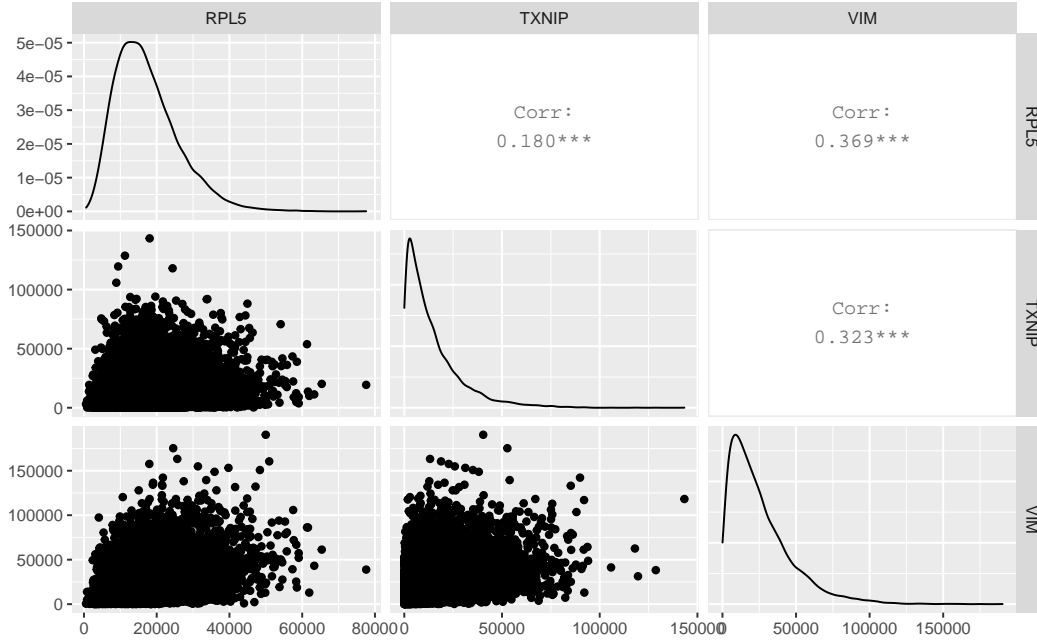 RPL5 TXNIP VIM
5e−05
4e−05
3e−05
2e−05
1e−05
0e+00
Corr:
0.180***
Corr:
0.369***
RPL5
150000
100000
50000
0
Corr:
0.323***
TXNIP
150000
100000
50000
0
VIM
0 20000 40000 60000 80000 0 50000 100000 150000 0 50000 100000 150000